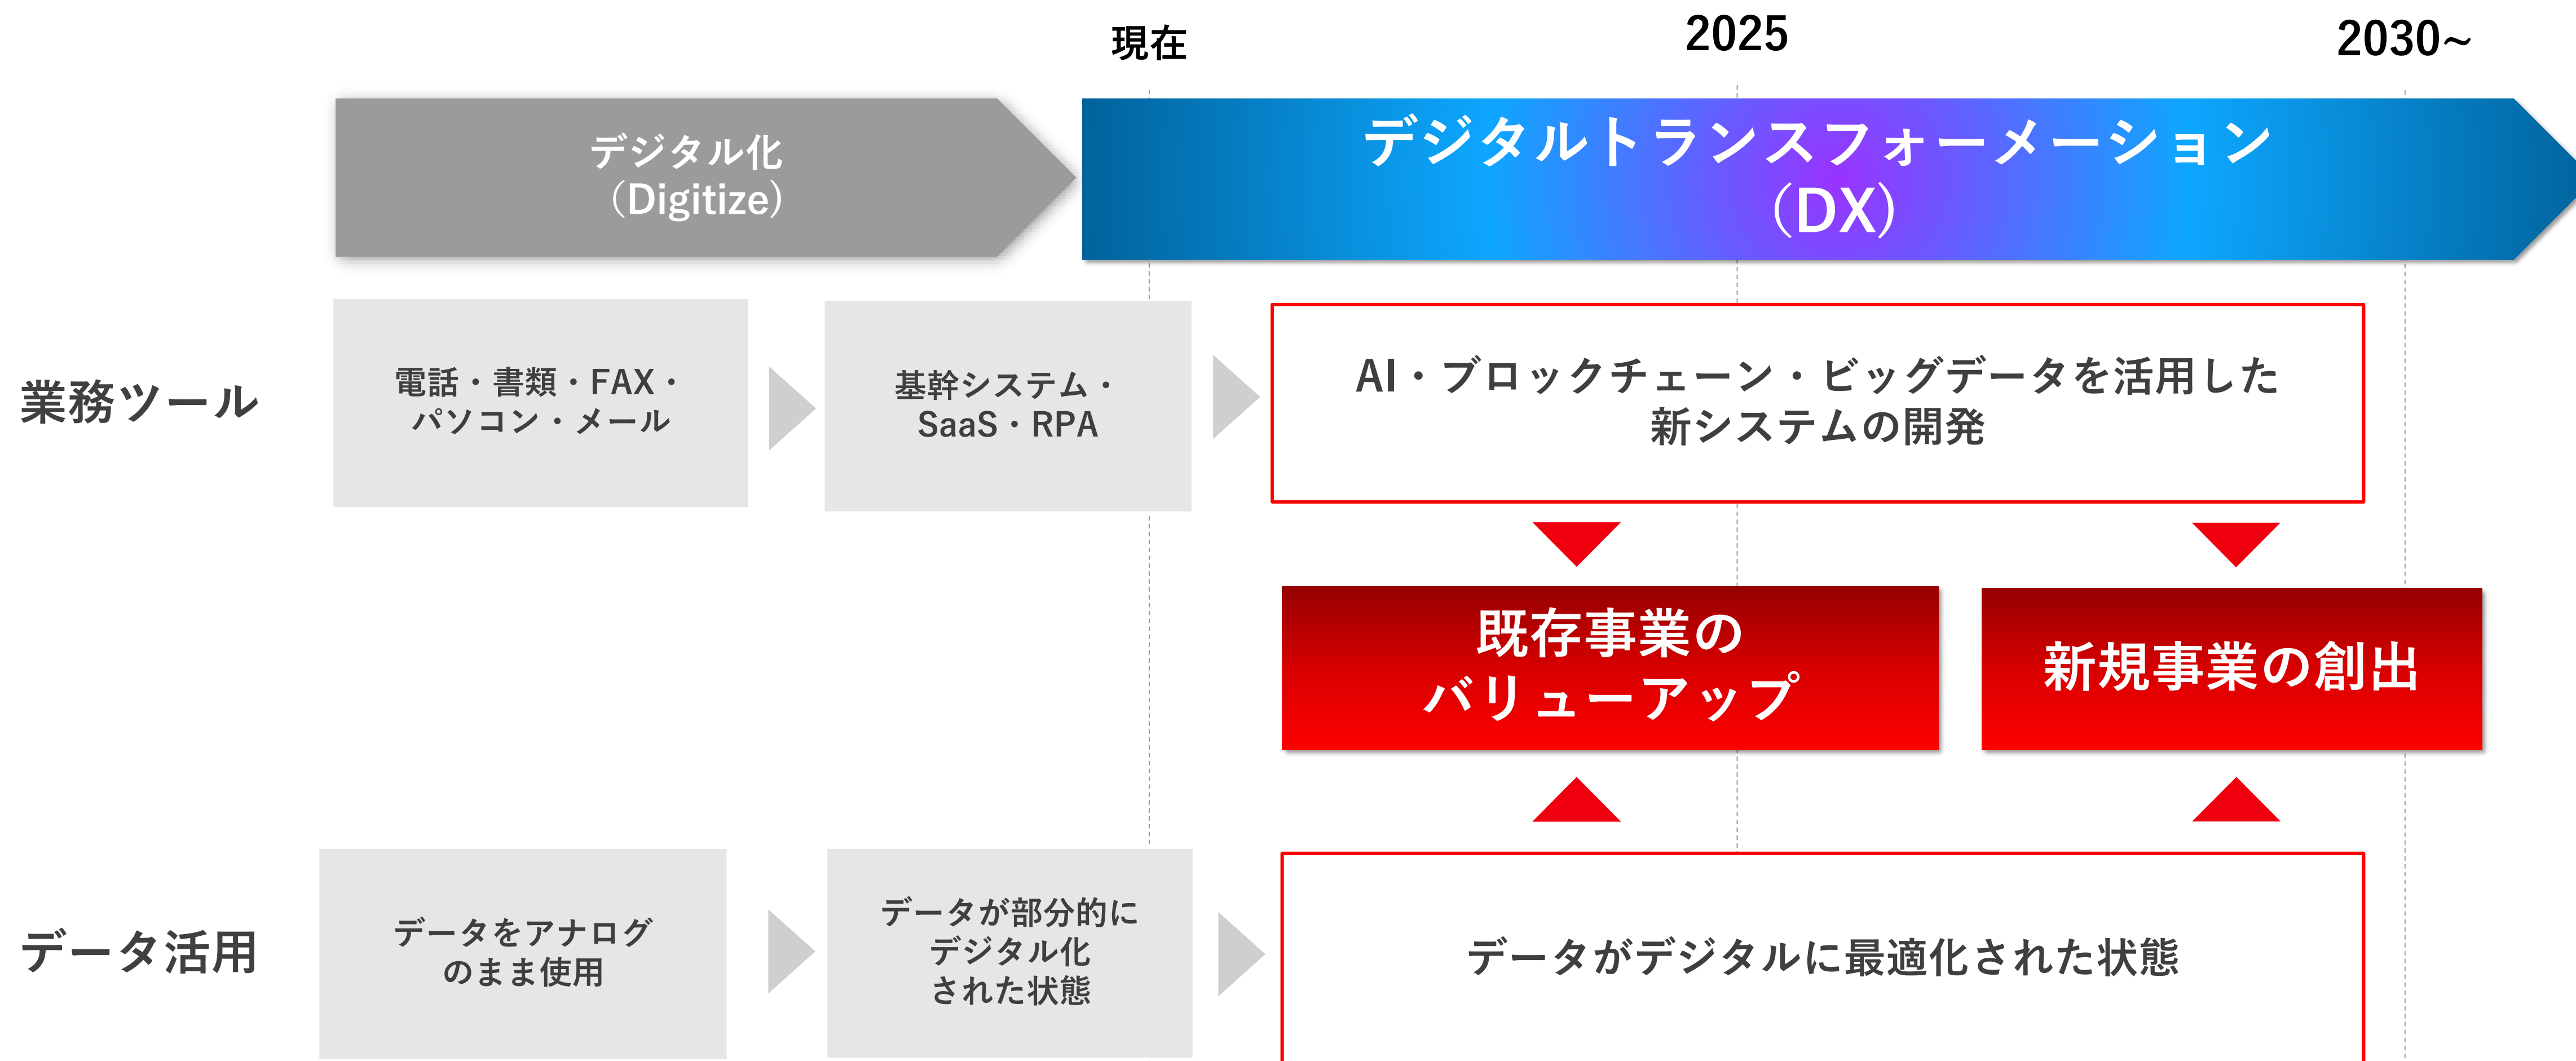 現在
2025
2030~
デジタル化
（Digitize）
デジタルトランスフォーメーション
（DX）
業務ツール
電話・書類・FAX・
パソコン・メール
基幹システム・
SaaS・RPA
AI・ブロックチェーン・ビッグデータを活用した
新システムの開発
既存事業の
バリューアップ
新規事業の創出
データ活用
データをアナログ
のまま使用
データが部分的に
デジタル化
された状態
データがデジタルに最適化された状態